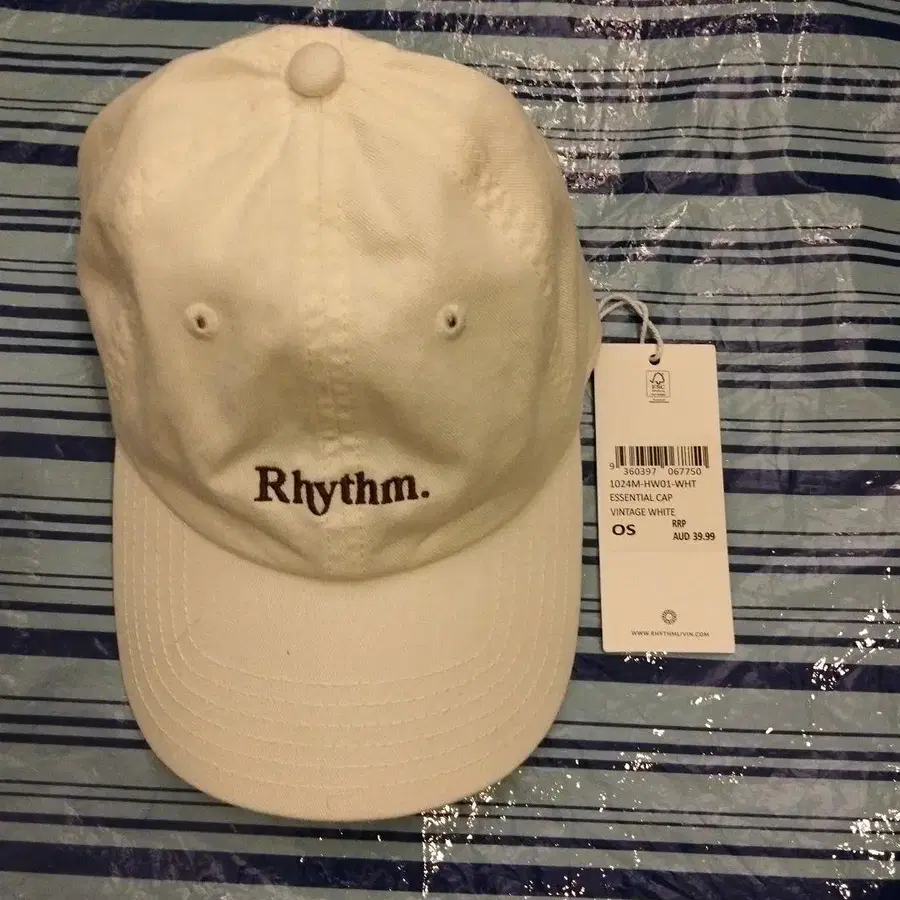 Rhythm.
FSC
9 360397 067750
1024M-HW01-WHT
ESSENTIAL CAP
VINTAGE WHITE
OS
RRP
AUD 39.99
WWW.RHYTHMLIVIN.COM